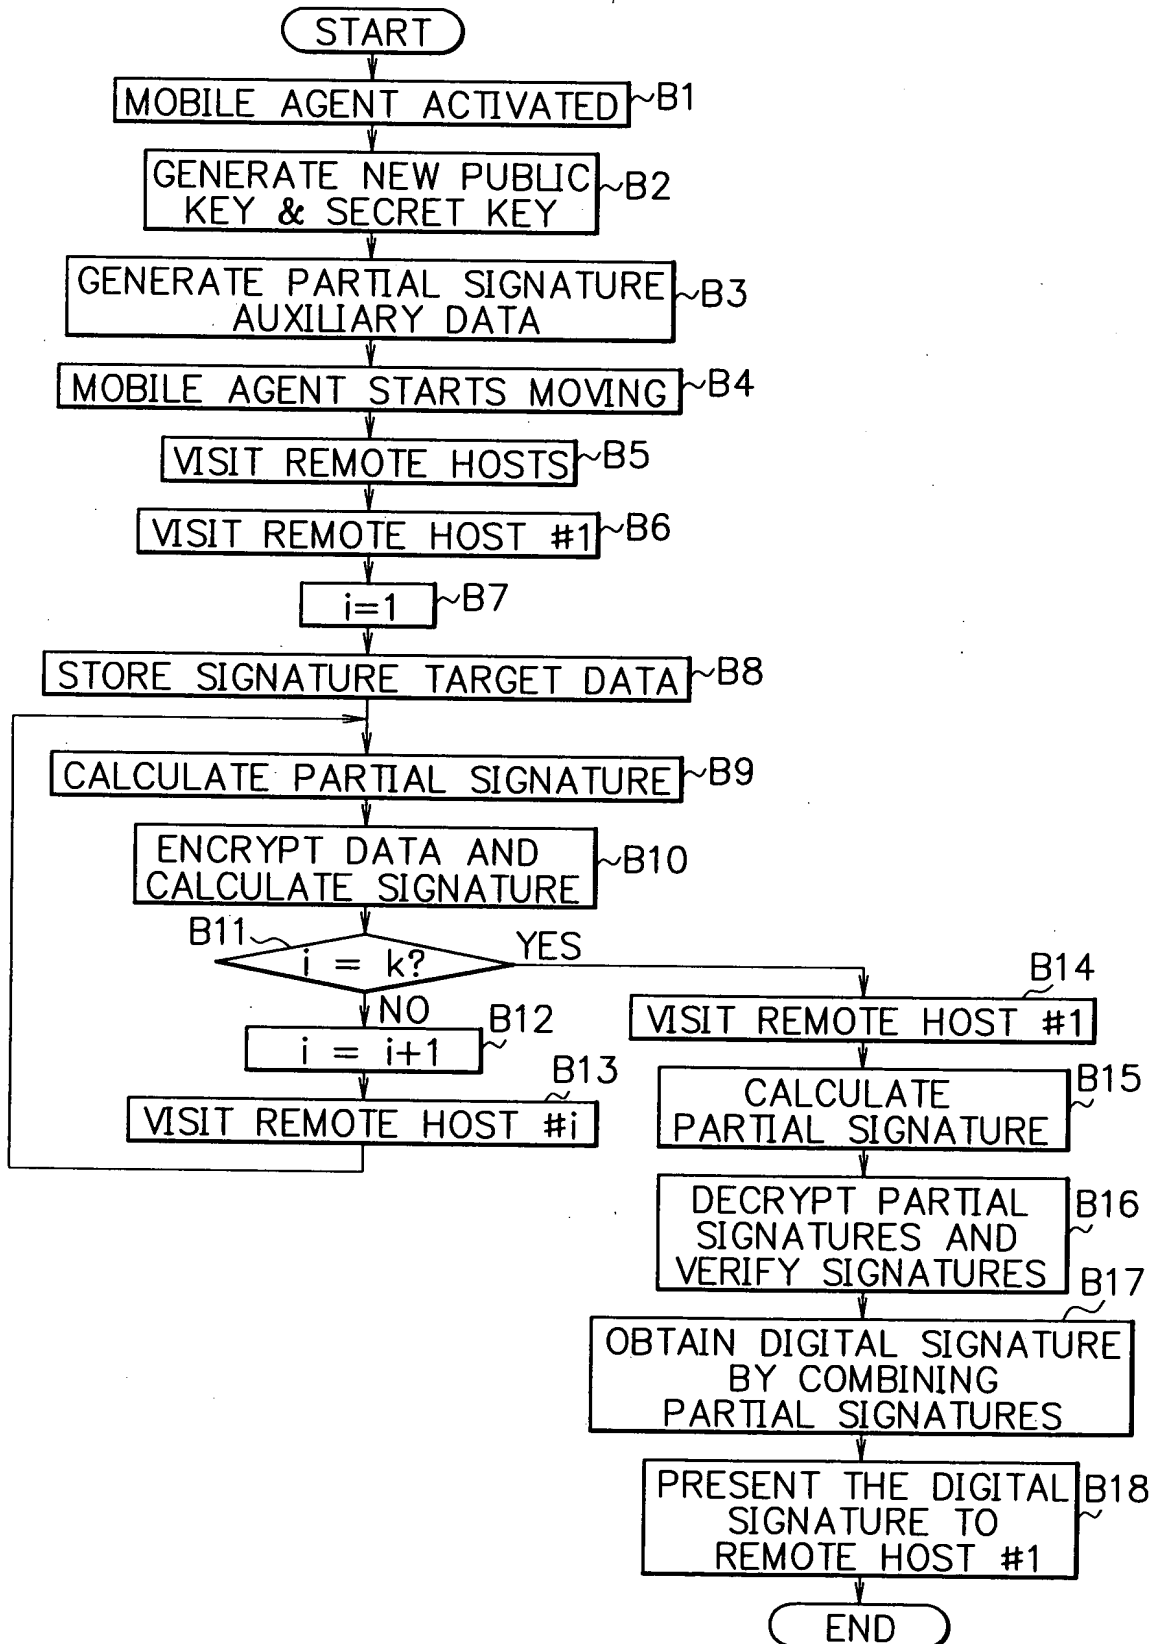 START
MOBILE AGENT ACTIVATED
B1
GENERATE NEW PUBLIC
KEY & SECRET KEY
B2
GENERATE PARTIAL SIGNATURE
AUXILIARY DATA
B3
MOBILE AGENT STARTS MOVING
B4
VISIT REMOTE HOSTS
B5
VISIT REMOTE HOST #1
B6
i=1
B7
STORE SIGNATURE TARGET DATA
B8
CALCULATE PARTIAL SIGNATURE
B9
ENCRYPT DATA AND
CALCULATE SIGNATURE
B10
B11
i = k?
YES
NO
i = i+1
B12
VISIT REMOTE HOST #i
B13
B14
VISIT REMOTE HOST #1
CALCULATE
PARTIAL SIGNATURE
B15
DECRYPT PARTIAL
SIGNATURES AND
VERIFY SIGNATURES
B16
B17
OBTAIN DIGITAL SIGNATURE
BY COMBINING
PARTIAL SIGNATURES
PRESENT THE DIGITAL
SIGNATURE TO
REMOTE HOST #1
B18
END